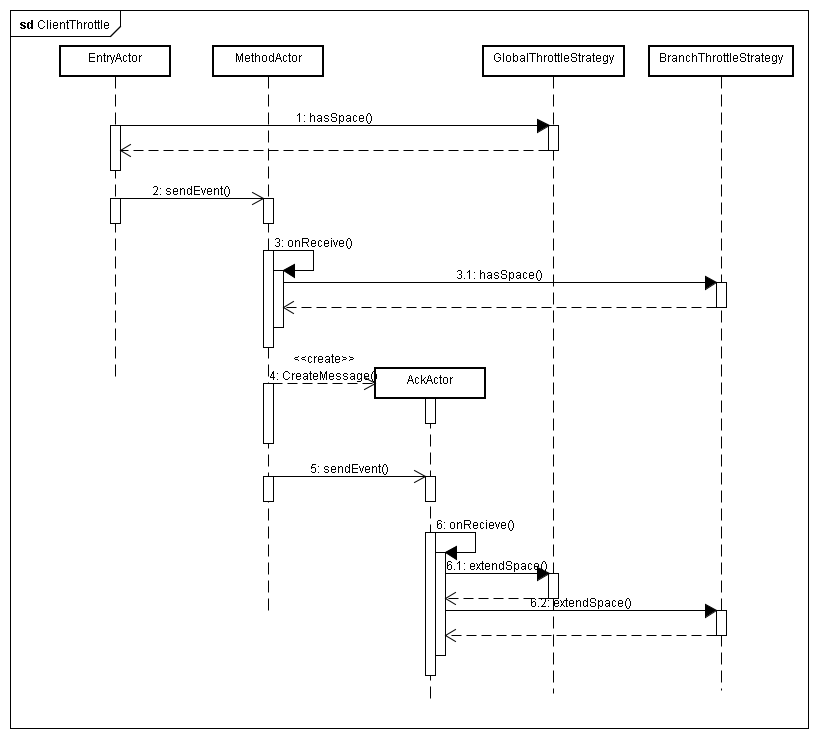 sd ClientThrottle
EntryActor
MethodActor
GlobalThrottleStrategy
BranchThrottleStrategy
1: hasSpace()
2: sendEvent()
3: onReceive()
3.1: hasSpace()
<<create>>
4: CreateMessage()
AckActor
5: sendEvent()
6: onRecieve()
6.1: extendSpace()
6.2: extendSpace()